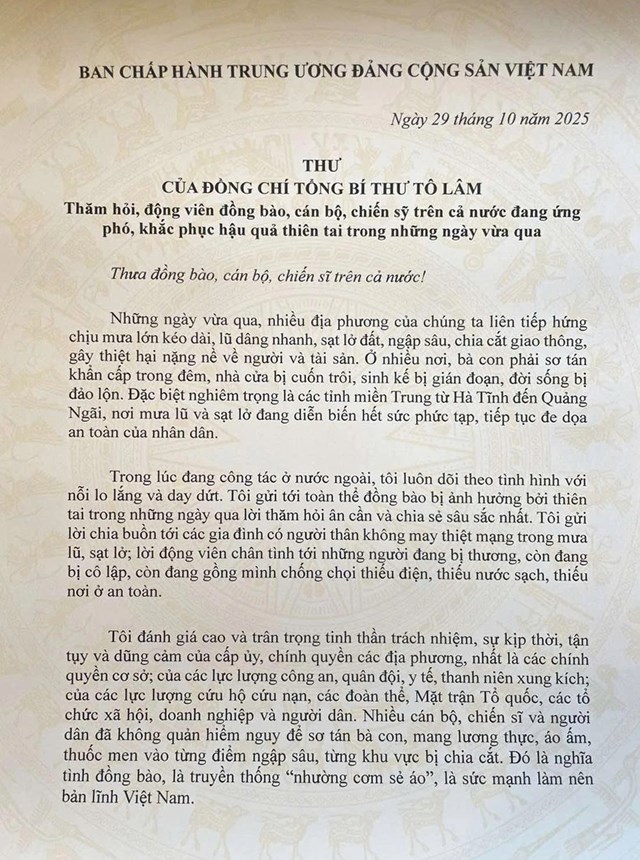 BAN CHẤP HÀNH TRUNG ƯƠNG ĐẢNG CỘNG SẢN VIỆT NAM
Ngày 29 tháng 10 năm 2025
THƯ
CỦA ĐỒNG CHÍ TỔNG BÍ THƯ TÔ LÂM
Thăm hỏi, động viên đồng bào, cán bộ, chiến sỹ trên cả nước đang ứng
phó, khắc phục hậu quả thiên tai trong những ngày vừa qua
Thưa đồng bào, cán bộ, chiến sĩ trên cả nước!
Những ngày vừa qua, nhiều địa phương của chúng ta liên tiếp hứng
chịu mưa lớn kéo dài, lũ dâng nhanh, sạt lở đất, ngập sâu, chia cắt giao thông,
gây thiệt hại nặng nề về người và tài sản. Ở nhiều nơi, bà con phải sơ tán
khẩn cấp trong đêm, nhà cửa bị cuốn trôi, sinh kế bị gián đoạn, đời sống bị
đảo lộn. Đặc biệt nghiêm trọng là các tỉnh miền Trung từ Hà Tĩnh đến Quảng
Ngãi, nơi mưa lũ và sạt lở đang diễn biến hết sức phức tạp, tiếp tục đe dọa
an toàn của nhân dân.
Trong lúc đang công tác ở nước ngoài, tôi luôn dõi theo tình hình với
nỗi lo lắng và day dứt. Tôi gửi tới toàn thể đồng bào bị ảnh hưởng bởi thiên
tai trong những ngày qua lời thăm hỏi ân cần và chia sẻ sâu sắc nhất. Tôi gửi
lời chia buồn tới các gia đình có người thân không may thiệt mạng trong mưa
lũ, sạt lở; lời động viên chân tình tới những người đang bị thương, còn đang
bị cô lập, còn đang gồng mình chống chọi thiếu điện, thiếu nước sạch, thiếu
nơi ở an toàn.
Tôi đánh giá cao và trân trọng tinh thần trách nhiệm, sự kịp thời, tận
tụy và dũng cảm của cấp ủy, chính quyền các địa phương, nhất là các chính
quyền cơ sở; của các lực lượng công an, quân đội, y tế, thanh niên xung kích;
của các lực lượng cứu hộ cứu nạn, các đoàn thể, Mặt trận Tổ quốc, các tổ
chức xã hội, doanh nghiệp và người dân. Nhiều cán bộ, chiến sĩ và người
dân đã không quản hiểm nguy để sơ tán bà con, mang lương thực, áo ấm,
thuốc men vào từng điểm ngập sâu, từng khu vực bị chia cắt. Đó là nghĩa
tình đồng bào, là truyền thống “nhường cơm sẻ áo”, là sức mạnh làm nên
bản lĩnh Việt Nam.